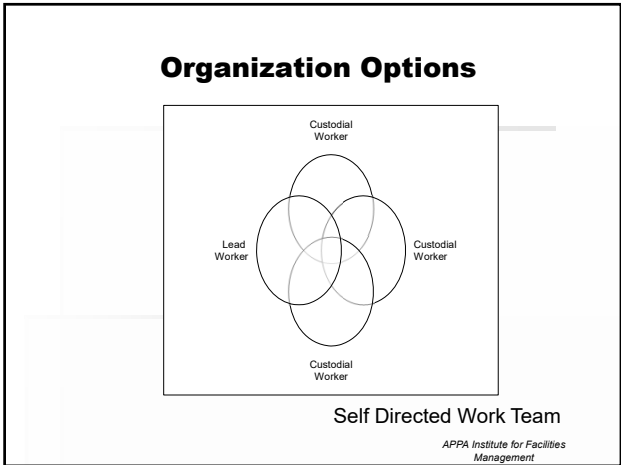 Organization Options
Custodial
Worker
Lead
Worker
Custodial
Worker
Custodial
Worker
Self Directed Work Team
APPA Institute for Facilities
Management